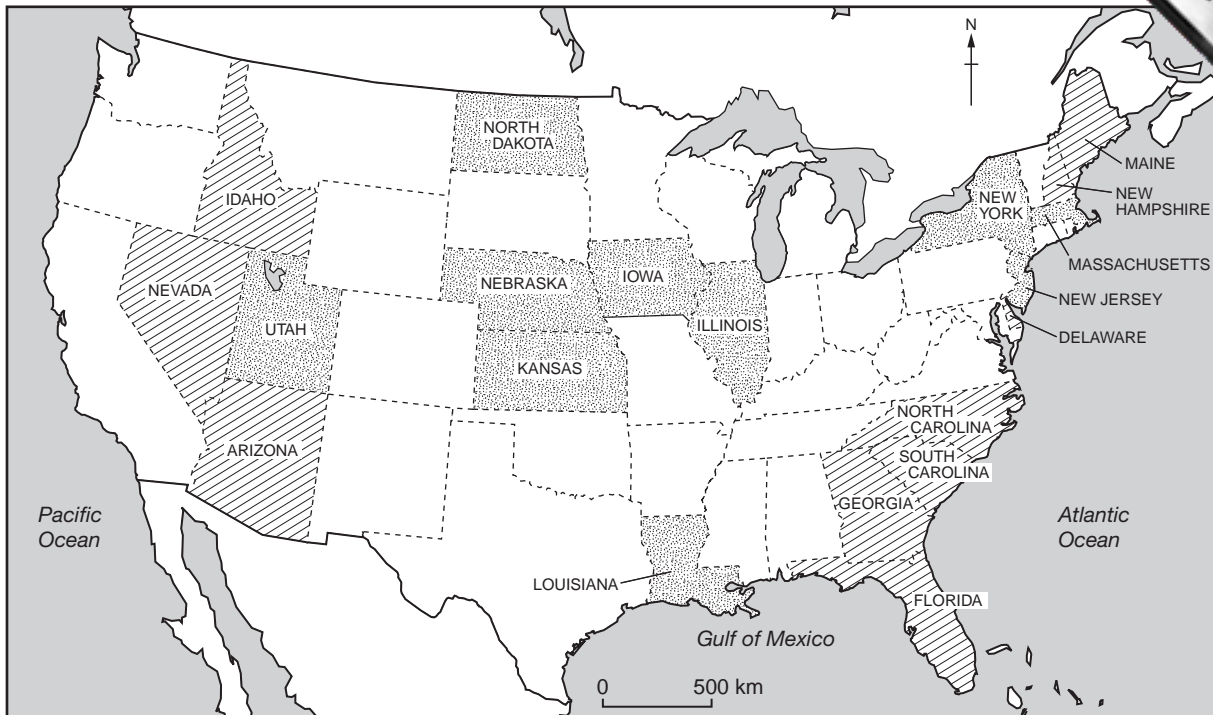 N
NORTH
DAKOTA
MAINE
IDAHO
NEW
YORK
NEW
HAMPSHIRE
NEVADA
NEBRASKA
IOWA
MASSACHUSETTS
UTAH
ILLINOIS
NEW JERSEY
DELAWARE
KANSAS
NORTH
CAROLINA
ARIZONA
SOUTH
CAROLINA
GEORGIA
Pacific
Ocean
Atlantic
Ocean
LOUISIANA
FLORIDA
Gulf of Mexico
0 500 km